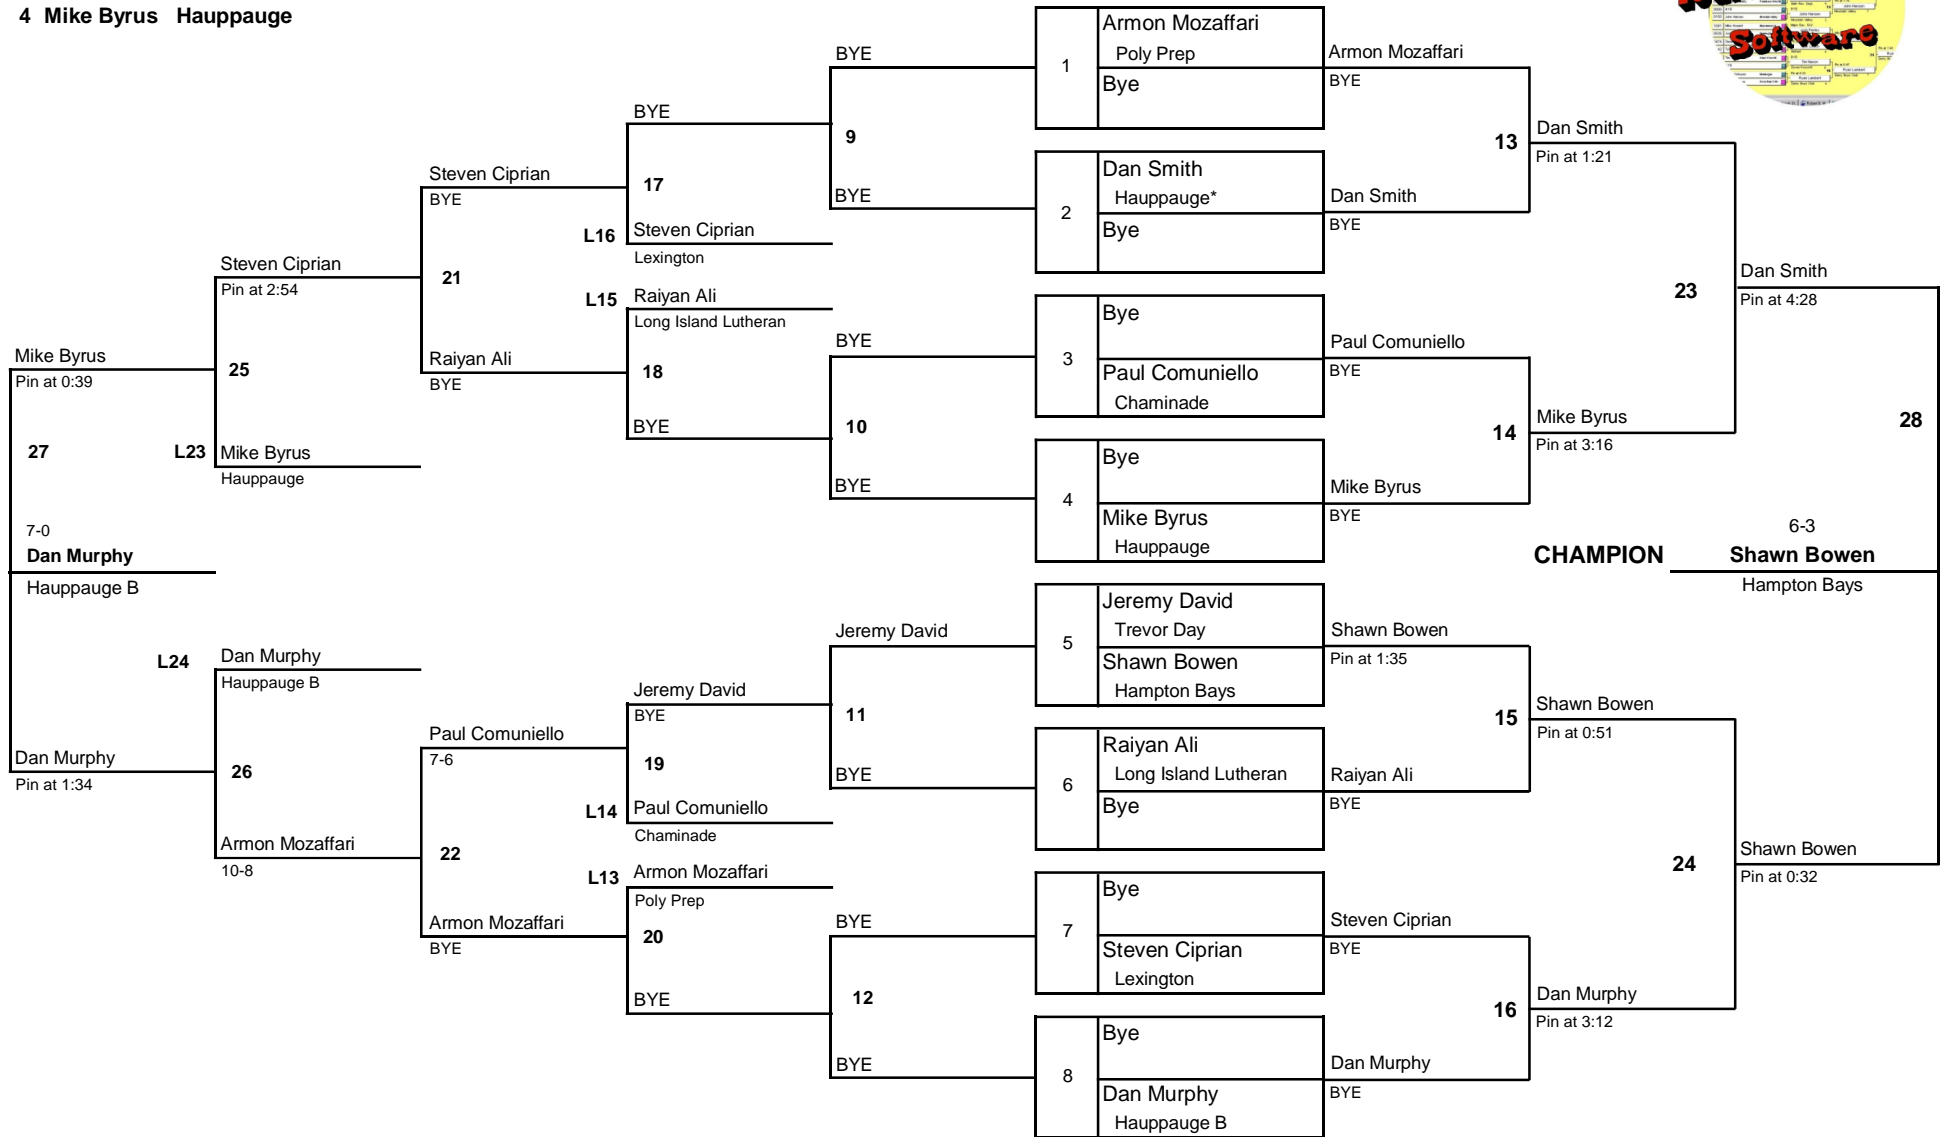 4 Mike Byrus Hauppauge
Software
Mike Byrus
Pin at 0:39
27
7-0
Dan Murphy
Hauppauge B
Dan Murphy
Pin at 1:34
Steven Ciprian
Pin at 2:54
25
L23
Mike Byrus
Hauppauge
L24
Dan Murphy
Hauppauge B
26
Armon Mozaffari
10-8
Steven Ciprian
BYE
21
Raiyan Ali
BYE
Paul Comuniello
7-6
22
Armon Mozaffari
BYE
BYE
17
L16
Steven Ciprian
Lexington
L15
Raiyan Ali
Long Island Lutheran
18
BYE
Jeremy David
BYE
19
L14
Paul Comuniello
Chaminade
L13
Armon Mozaffari
Poly Prep
20
BYE
BYE
9
BYE
BYE
10
BYE
Jeremy David
11
BYE
BYE
12
BYE
1
Armon Mozaffari
Poly Prep
Bye
2
Dan Smith
Hauppauge*
Bye
3
Bye
Paul Comuniello
Chaminade
4
Bye
Mike Byrus
Hauppauge
5
Jeremy David
Trevor Day
Shawn Bowen
Hampton Bays
6
Raiyan Ali
Long Island Lutheran
Bye
7
Bye
Steven Ciprian
Lexington
8
Bye
Dan Murphy
Hauppauge B
Armon Mozaffari
BYE
13
Dan Smith
BYE
Paul Comuniello
BYE
14
Mike Byrus
BYE
Shawn Bowen
Pin at 1:35
15
Raiyan Ali
BYE
Steven Ciprian
BYE
16
Dan Murphy
BYE
Dan Smith
Pin at 1:21
23
Mike Byrus
Pin at 3:16
Shawn Bowen
Pin at 0:51
24
Dan Murphy
Pin at 3:12
Dan Smith
Pin at 4:28
28
6-3
CHAMPION Shawn Bowen
Hampton Bays
Shawn Bowen
Pin at 0:32